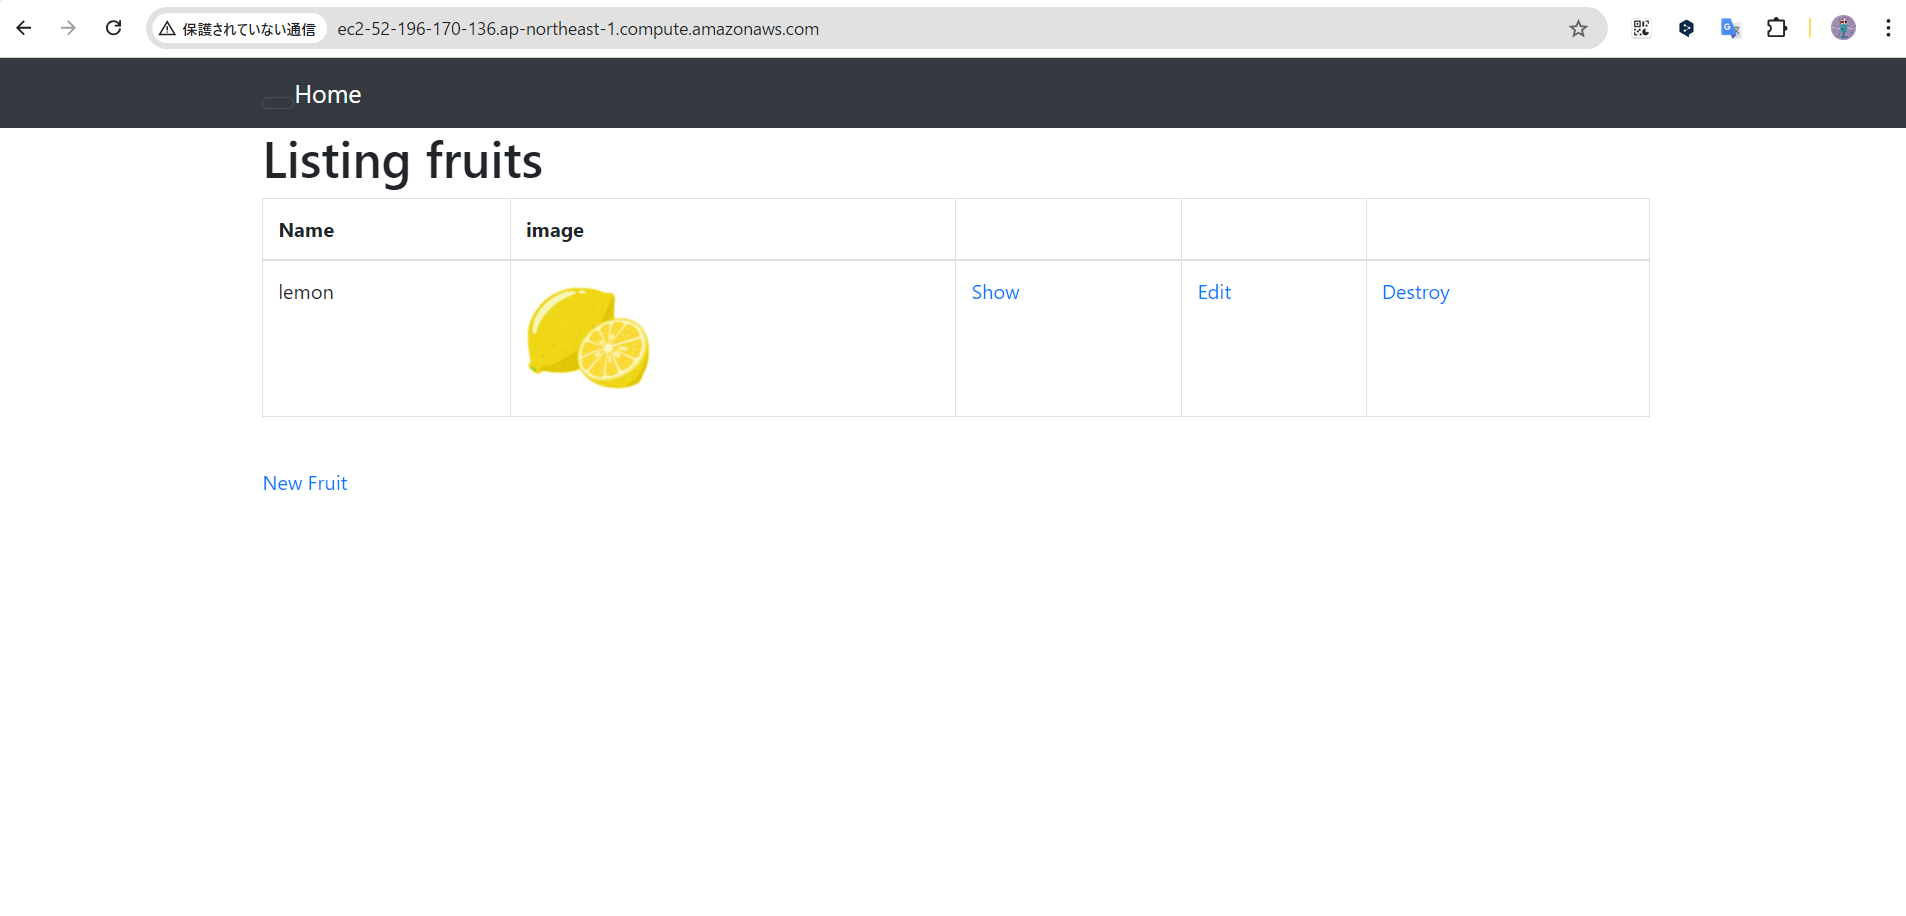 保護されていない通信 ec2-52-196-170-136.ap-northeast-1.compute.amazonaws.com
Home
Listing fruits
Name image
lemon Show Edit Destroy
New Fruit